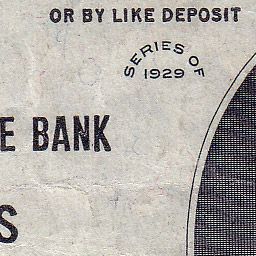 OR BY LIKE DEPOSIT
SERIES OF
1929
E BANK
S